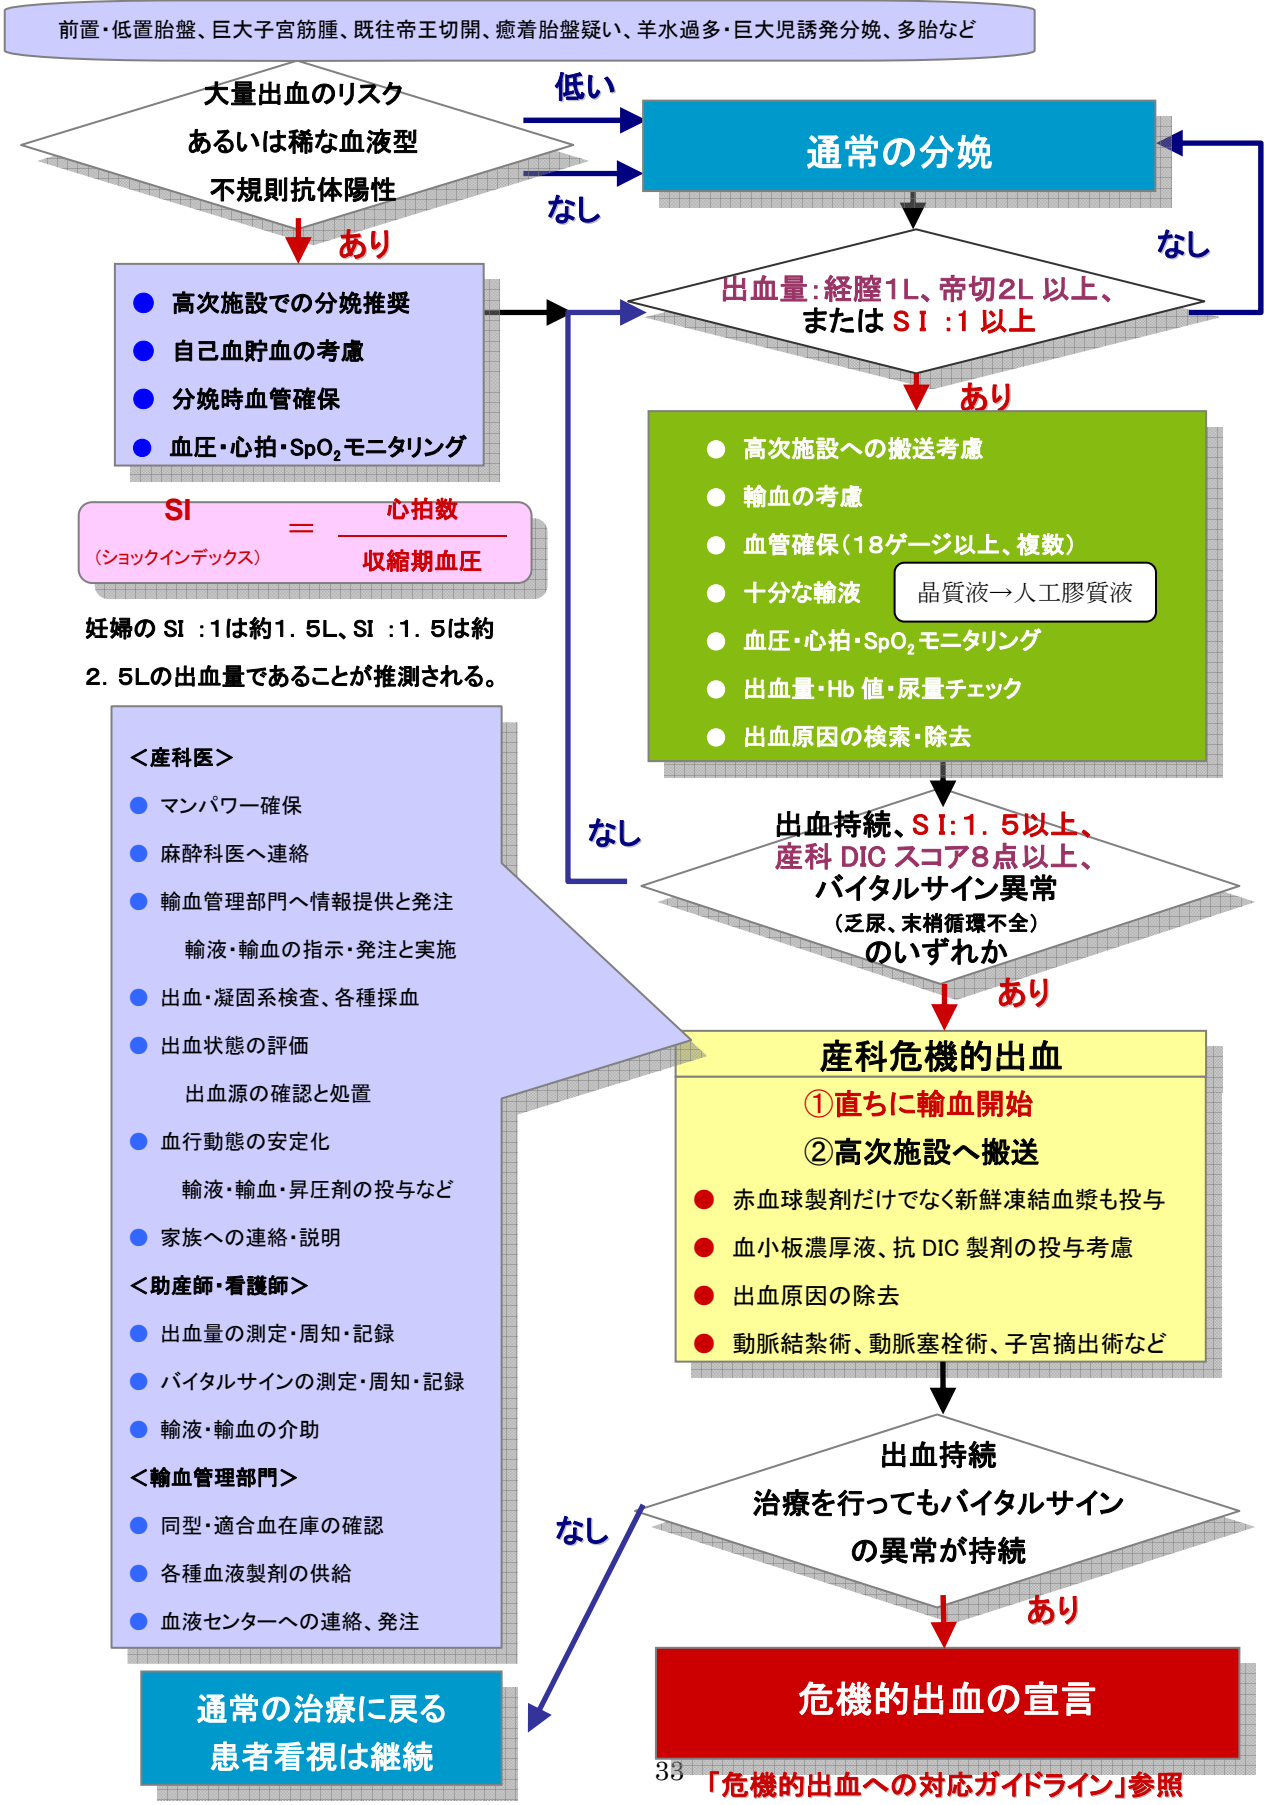 前置・低置胎盤、巨大子宮筋腫、既往帝王切開、癒着胎盤疑い、羊水過多・巨大児誘発分娩、多胎など
大量出血のリスク
あるいは稀な血液型
不規則抗体陽性
低い
なし
あり
通常の分娩
なし
高次施設での分娩推奨
自己血貯血の考慮
分娩時血管確保
血圧・心拍・SpO₂モニタリング
出血量：経膣1L、帝切2L 以上、
または ＳＩ ：1 以上
あり
SI
（ショックインデックス）
＝
心拍数
収縮期血圧
妊婦の SI ：1は約1．5L、SI ：1．5は約
2．5Lの出血量であることが推測される。
高次施設への搬送考慮
輸血の考慮
血管確保（18ゲージ以上、複数）
十分な輸液
晶質液→人工膠質液
血圧・心拍・SpO₂モニタリング
出血量・Hb 値・尿量チェック
出血原因の検索・除去
なし
出血持続、ＳＩ：1．5以上、
産科 DIC スコア8点以上、
バイタルサイン異常
（乏尿、末梢循環不全）
のいずれか
あり
＜産科医＞
マンパワー確保
麻酔科医へ連絡
輸血管理部門へ情報提供と発注
輸液・輸血の指示・発注と実施
出血・凝固系検査、各種採血
出血状態の評価
出血源の確認と処置
血行動態の安定化
輸液・輸血・昇圧剤の投与など
家族への連絡・説明
＜助産師・看護師＞
出血量の測定・周知・記録
バイタルサインの測定・周知・記録
輸液・輸血の介助
＜輸血管理部門＞
同型・適合血在庫の確認
各種血液製剤の供給
血液センターへの連絡、発注
産科危機的出血
①直ちに輸血開始
②高次施設へ搬送
赤血球製剤だけでなく新鮮凍結血漿も投与
血小板濃厚液、抗 DIC 製剤の投与考慮
出血原因の除去
動脈結紮術、動脈塞栓術、子宮摘出術など
出血持続
治療を行ってもバイタルサイン
の異常が持続
なし
あり
通常の治療に戻る
患者看視は継続
危機的出血の宣言
33
「危機的出血への対応ガイドライン」参照